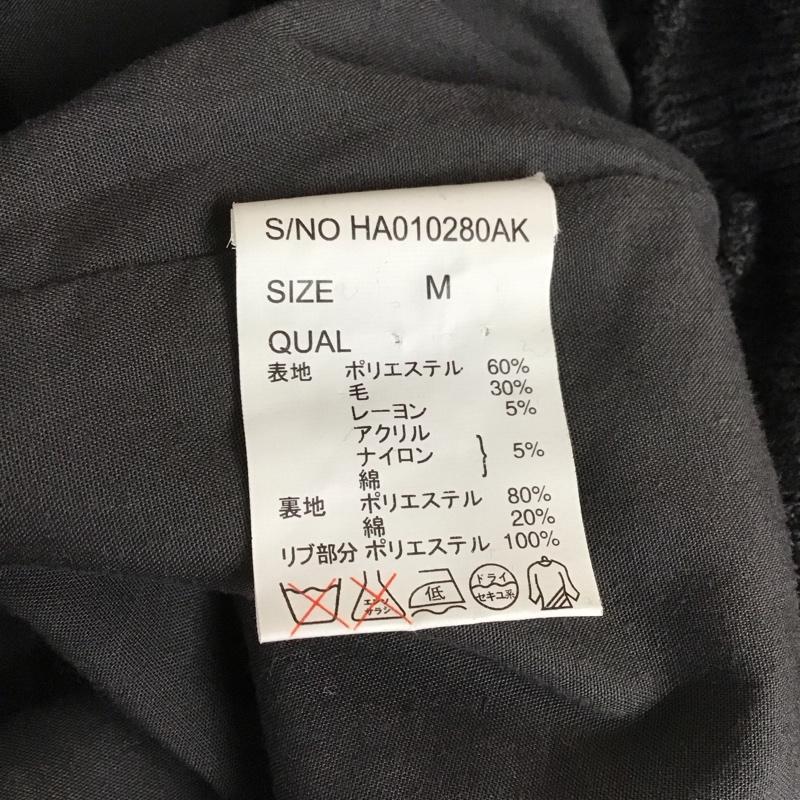 S/NO HA010280AK
SIZE M
QUAL
表地 ポリエステル 60%
毛 30%
レーヨン 5%
アクリル
ナイロン } 5%
綿
裏地 ポリエステル 80%
綿 20%
リブ部分 ポリエステル 100%
エンソ サラシ 低 ドライ セキユ系